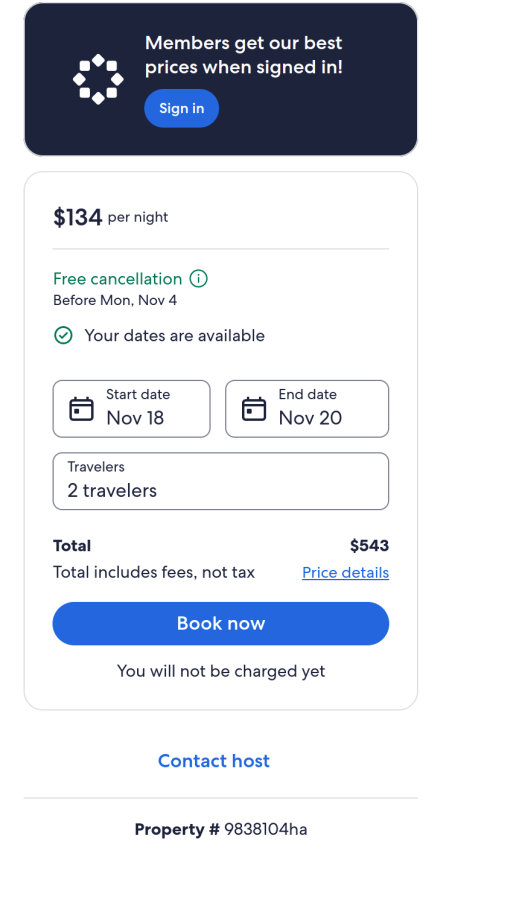 Members get our best
prices when signed in!
Sign in
$134 per night
Free cancellation
Before Mon, Nov 4
Your dates are available
Start date
Nov 18
End date
Nov 20
Travelers
2 travelers
Total $543
Total includes fees, not tax Price details
Book now
You will not be charged yet
Contact host
Property # 9838104ha